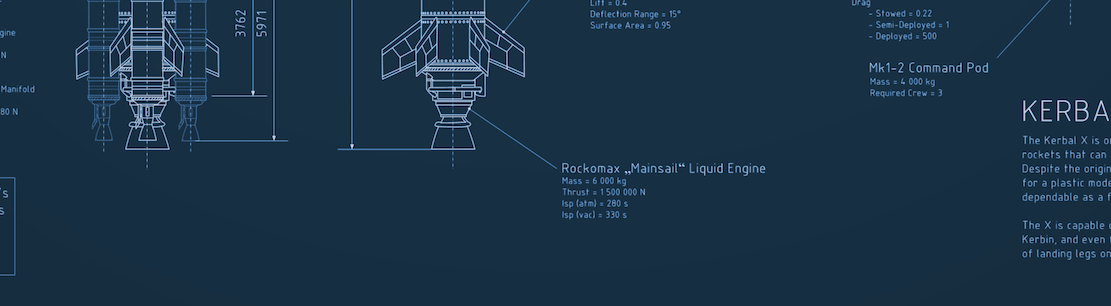 gine
N
Manifold
80 N
's
s
3762
5971
Lift = 0.4
Deflection Range = 15°
Surface Area = 0.95
Rockomax „Mainsail“ Liquid Engine
Mass = 6 000 kg
Thrust = 1 500 000 N
Isp (atm) = 280 s
Isp (vac) = 330 s
Drag
- Stowed = 0.22
- Semi-Deployed = 1
- Deployed = 500
Mk1-2 Command Pod
Mass = 4 000 kg
Required Crew = 3
KERBA
The Kerbal X is o
rockets that can
Despite the origin
for a plastic mode
dependable as a f
The X is capable
Kerbin, and even
of landing legs on